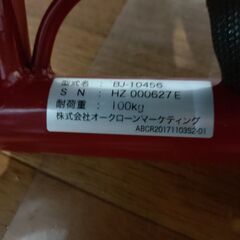 型式名： BJ-10456
S N： HZ 000627E
耐荷重： 100kg
株式会社オークローンマーケティング
ABCR20171103S2-01